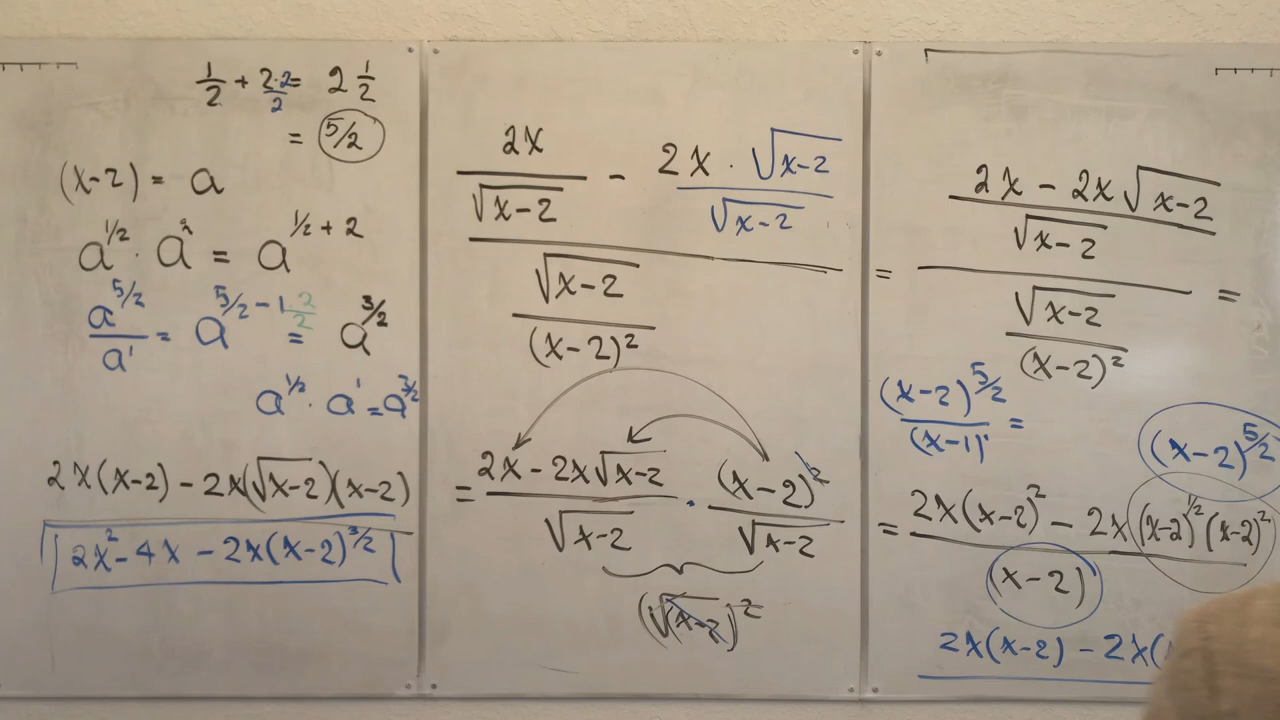 1/2 + 2·2/2 = 2 1/2
= 5/2
(x-2) = a
a^{1/2} · a^2 = a^{1/2 + 2}
a^{5/2}/a^1 = a^{5/2 - 1 2/2} = a^{3/2}
a^{1/2} · a^1 = a^{3/2}
2x(x-2) - 2x(√(x-2))(x-2)
2x^2 - 4x - 2x(x-2)^{3/2}
2x/√(x-2) - 2x · √(x-2)/√(x-2)
√(x-2)/(x-2)^2
= (2x - 2x√(x-2))/√(x-2) · (x-2)^2/√(x-2)
(√(x-2))^2
= (2x - 2x√(x-2))/√(x-2)
√(x-2)/(x-2)^2 =
(x-2)^{5/2}/(x-1)^1 =
(x-2)^{5/2}
= (2x(x-2)^2 - 2x(x-2)^{1/2}(x-2)^2)/(x-2)
2x(x-2) - 2x(